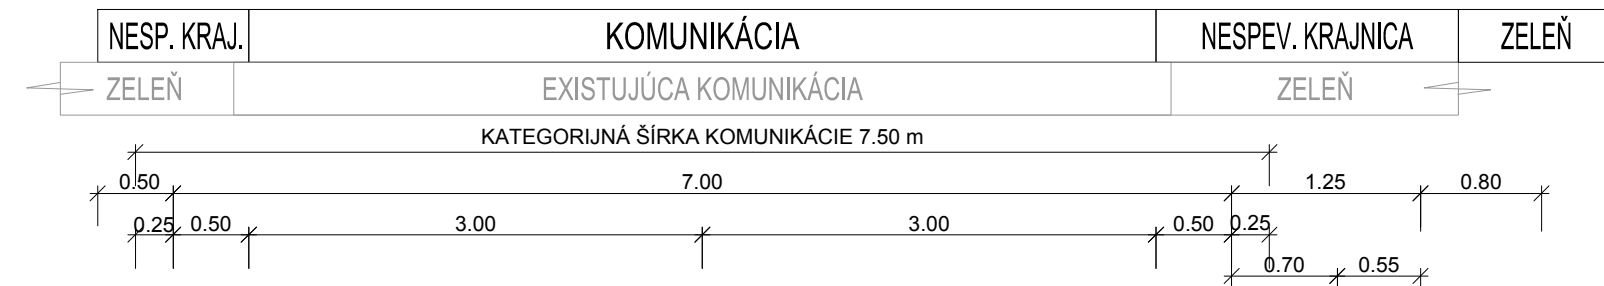 NESP. KRAJ. KOMUNIKÁCIA NESPEV. KRAJNICA ZELEŇ
ZELEŇ EXISTUJÚCA KOMUNIKÁCIA ZELEŇ
KATEGORIJNÁ ŠÍRKA KOMUNIKÁCIE 7.50 m
0.50 7.00 1.25 0.80
0.25 0.50 3.00 3.00 0.50 0.25
0.70 0.55